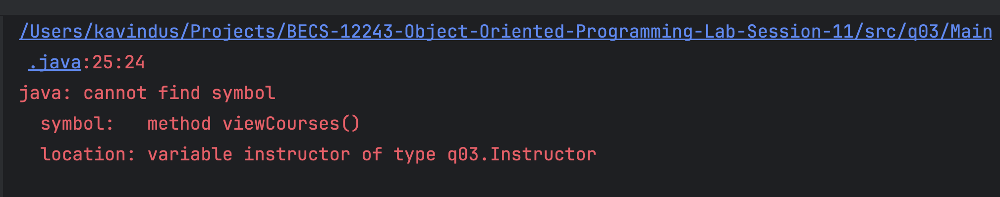 /Users/kavindus/Projects/BECS-12243-Object-Oriented-Programming-Lab-Session-11/src/q03/Main
.java:25:24
java: cannot find symbol
symbol:   method viewCourses()
location: variable instructor of type q03.Instructor